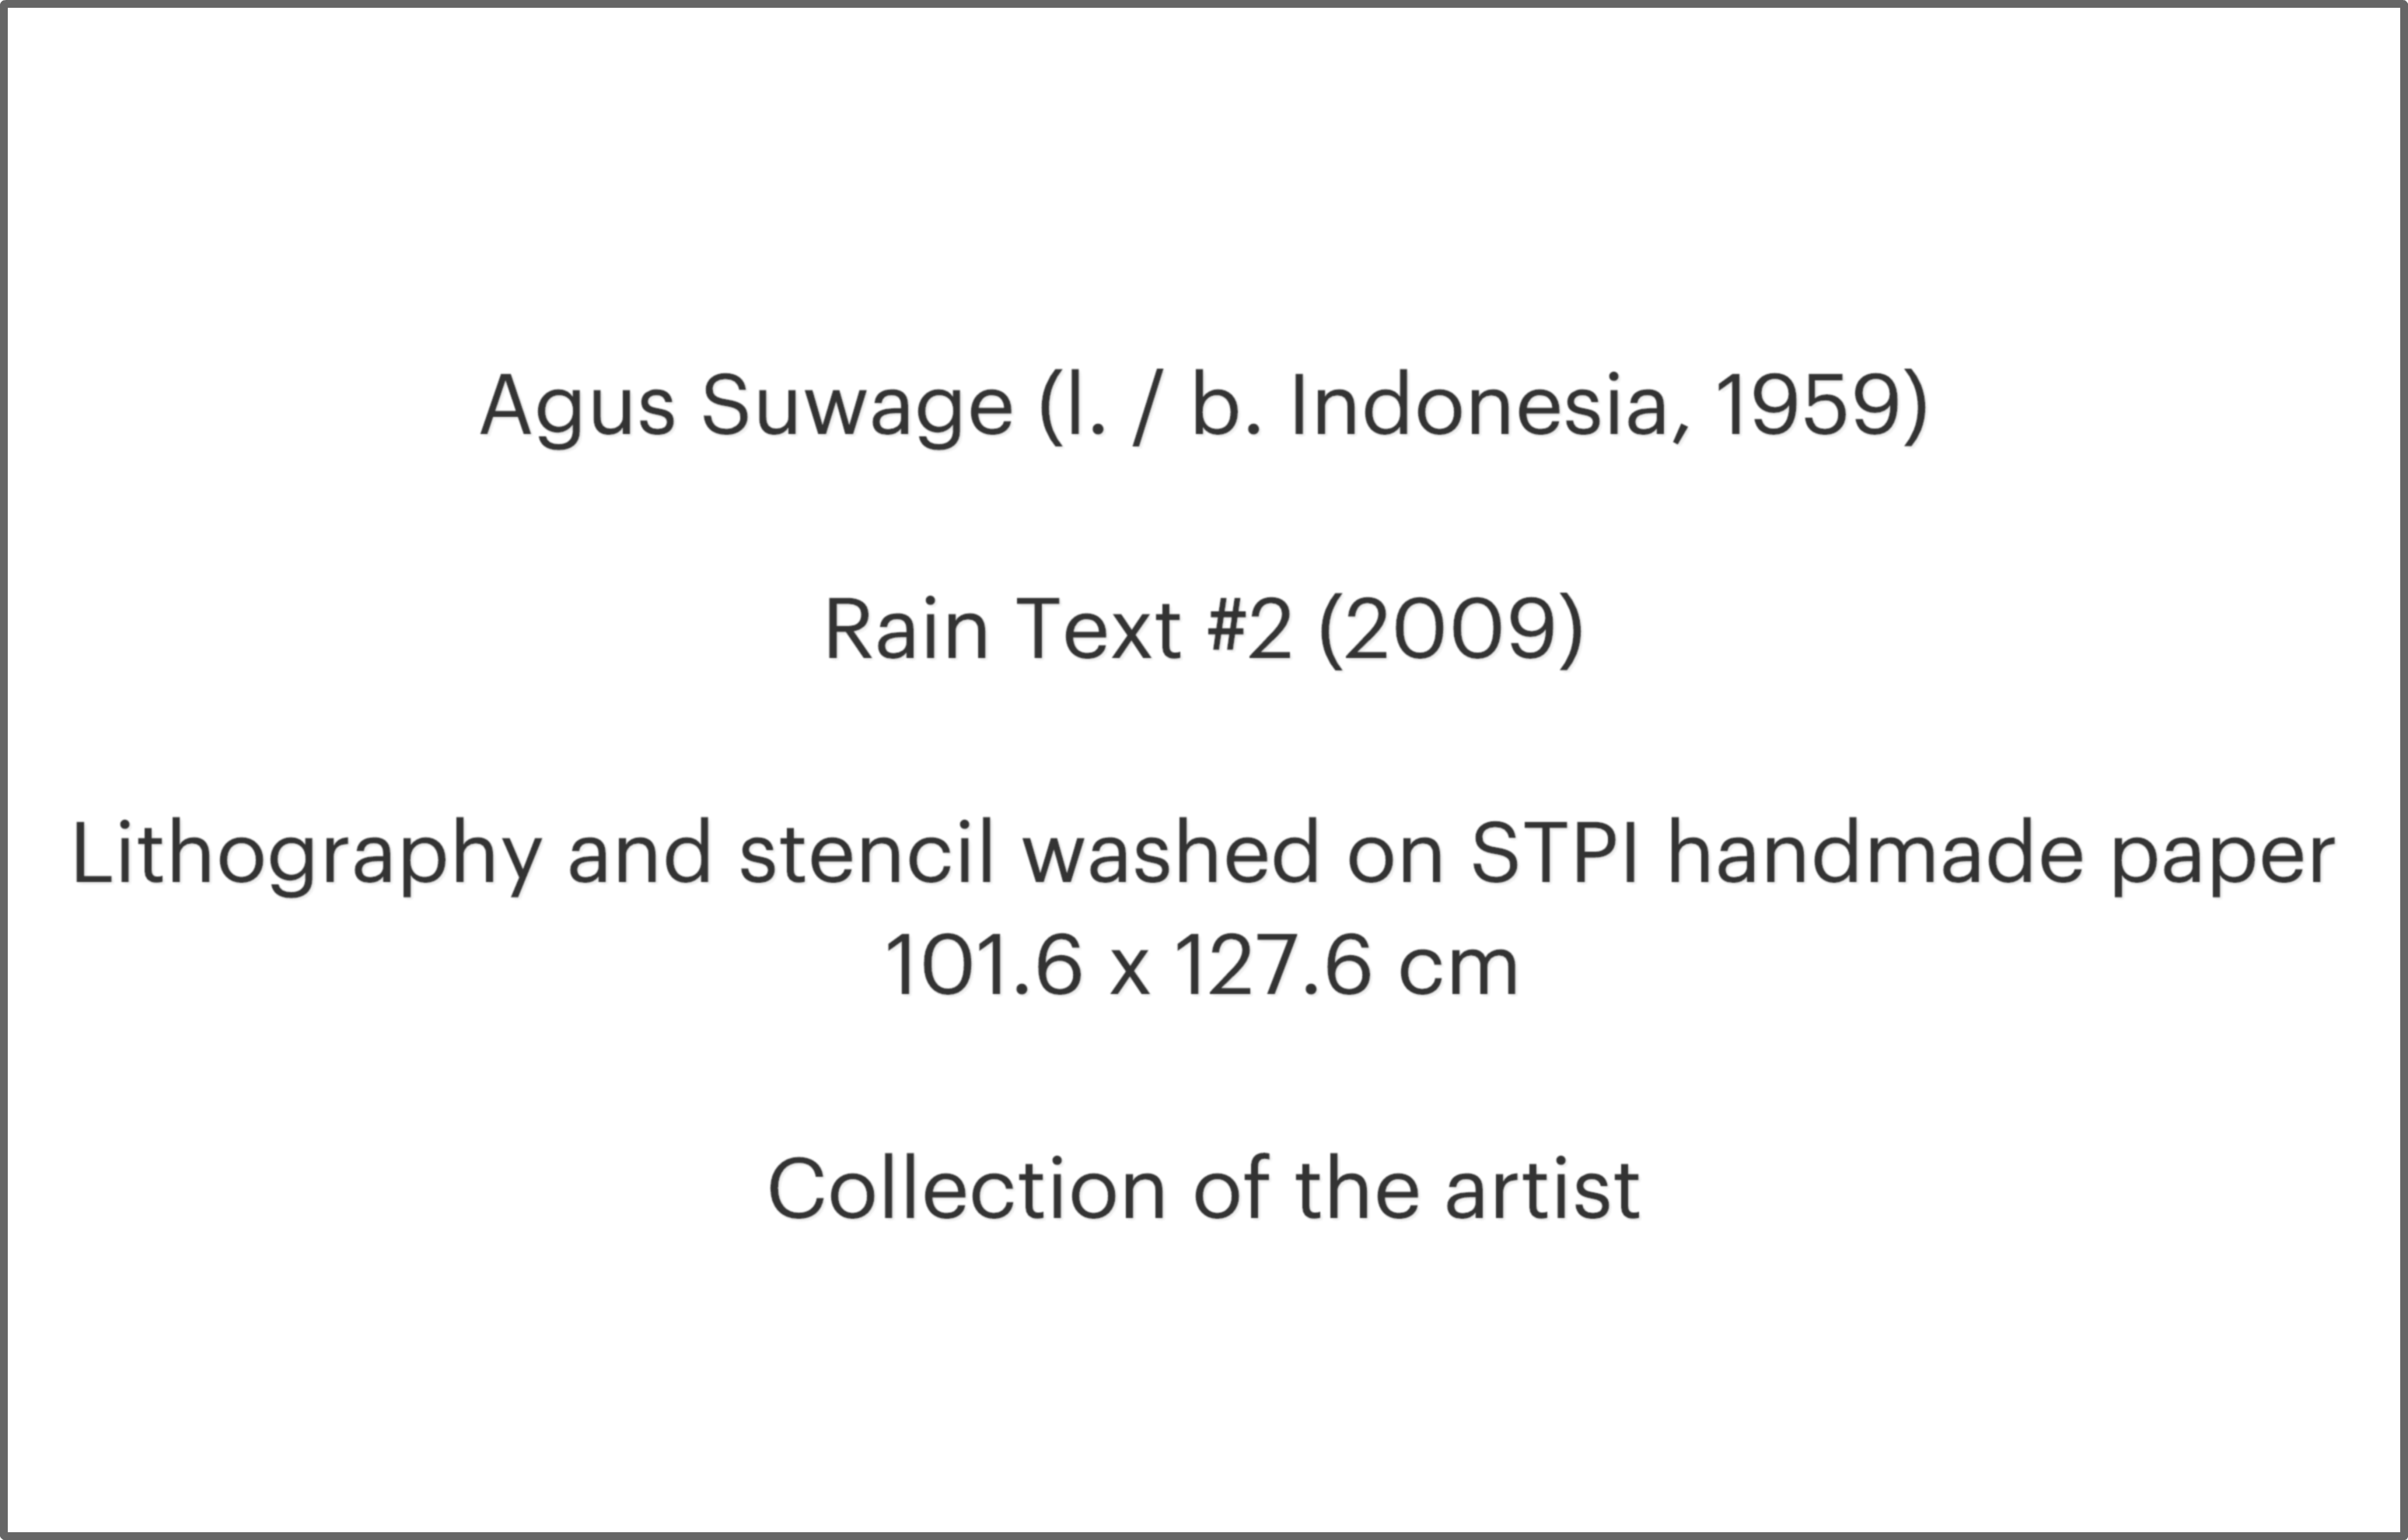 Agus Suwage (l. / b. Indonesia, 1959)
Rain Text #2 (2009)
Lithography and stencil washed on STPI handmade paper
101.6 x 127.6 cm
Collection of the artist